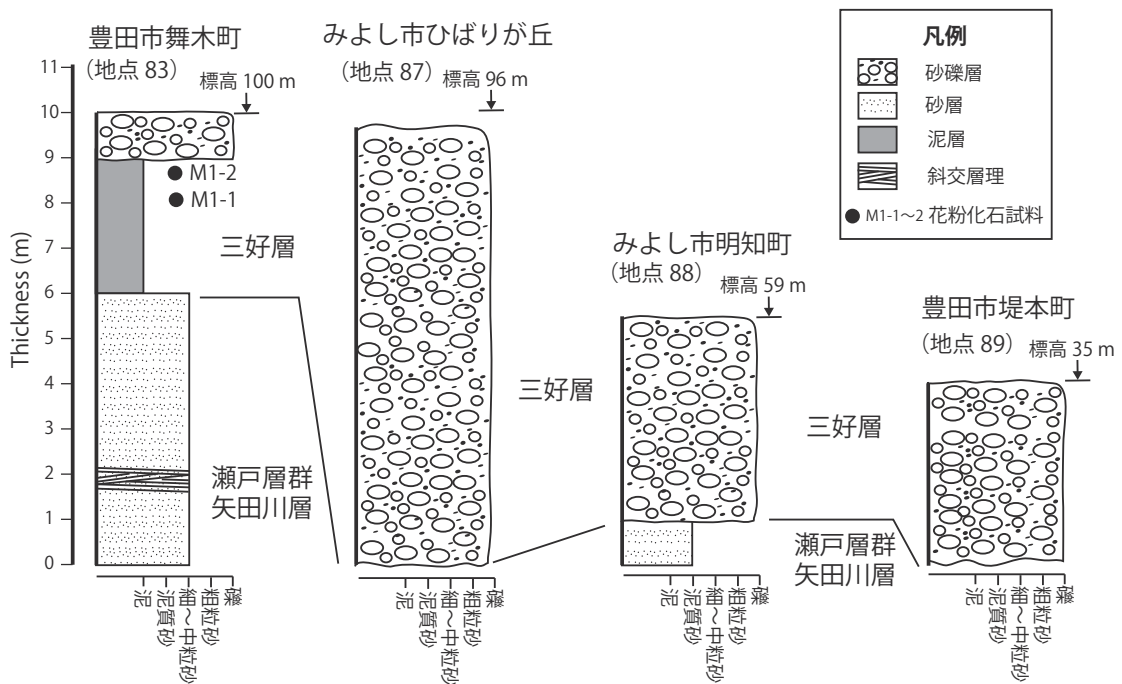 豊田市舞木町
(地点 83)
標高 100 m
みよし市ひばりが丘
(地点 87)
標高 96 m
凡例
砂礫層
砂層
泥層
斜交層理
M1-1～2 花粉化石試料
Thickness (m)
11
10
9
8
7
6
5
4
3
2
1
0
M1-2
M1-1
三好層
瀬戸層群
矢田川層
三好層
みよし市明知町
(地点 88)
標高 59 m
三好層
瀬戸層群
矢田川層
豊田市堤本町
(地点 89)
標高 35 m
泥
泥質砂
細～中粒砂
粗粒砂
礫
泥
泥質砂
細～中粒砂
粗粒砂
礫
泥
泥質砂
細～中粒砂
粗粒砂
礫
泥
泥質砂
細～中粒砂
粗粒砂
礫